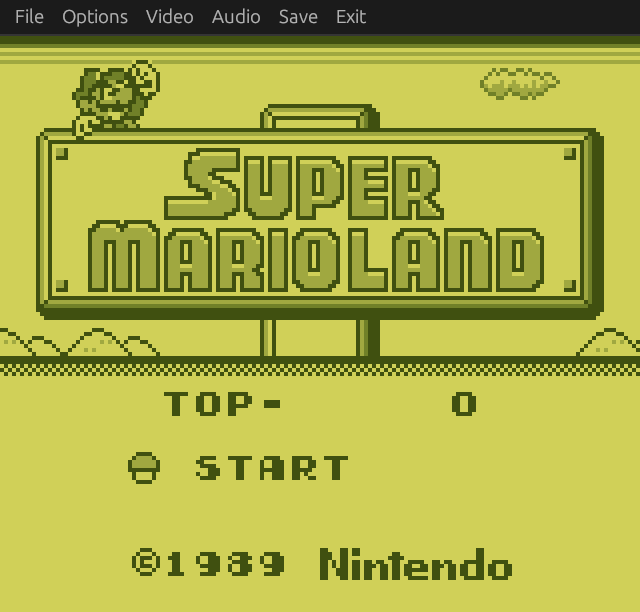 File Options Video Audio Save Exit
SUPER
MARIOLAND
TOP- 0
START
©1989 Nintendo